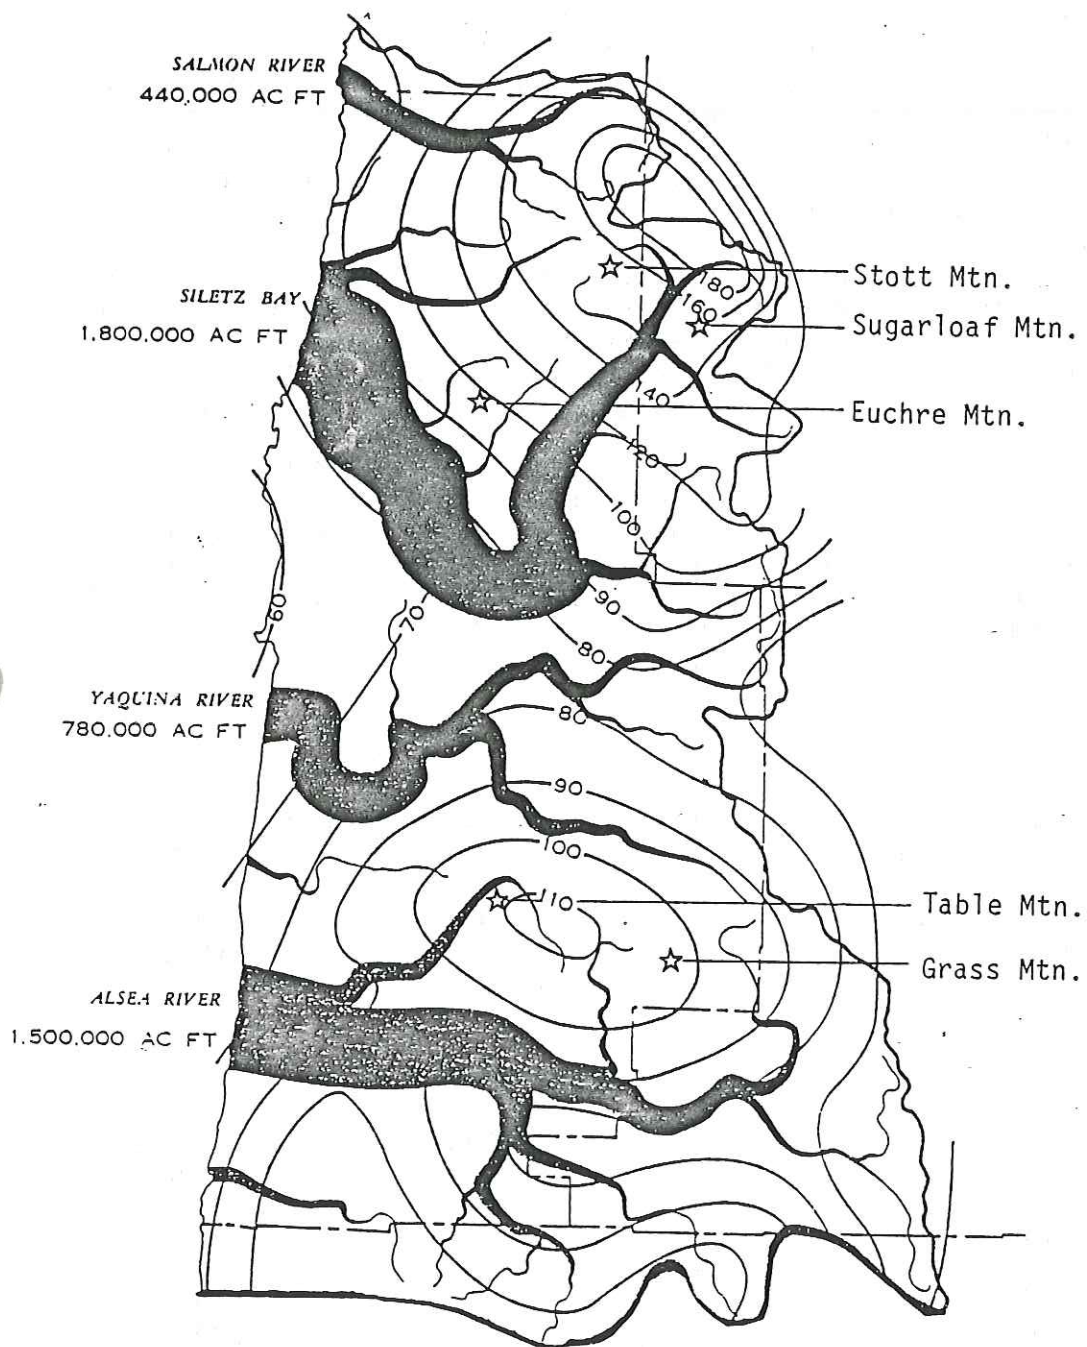 SALMON RIVER
440.000 AC FT
180
Stott Mtn.
SILETZ BAY
160
1.800.000 AC FT
Sugarloaf Mtn.
140
Euchre Mtn.
120
100
60
70
90
80
YAQUINA RIVER
780.000 AC FT
80
90
100
110
Table Mtn.
Grass Mtn.
ALSEA RIVER
1.500.000 AC FT